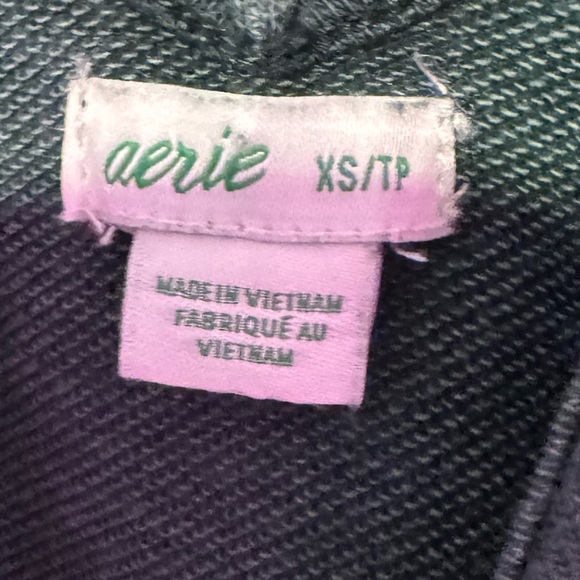 aerie XS/TP
MADE IN VIETNAM
FABRIQUÉ AU
VIETNAM